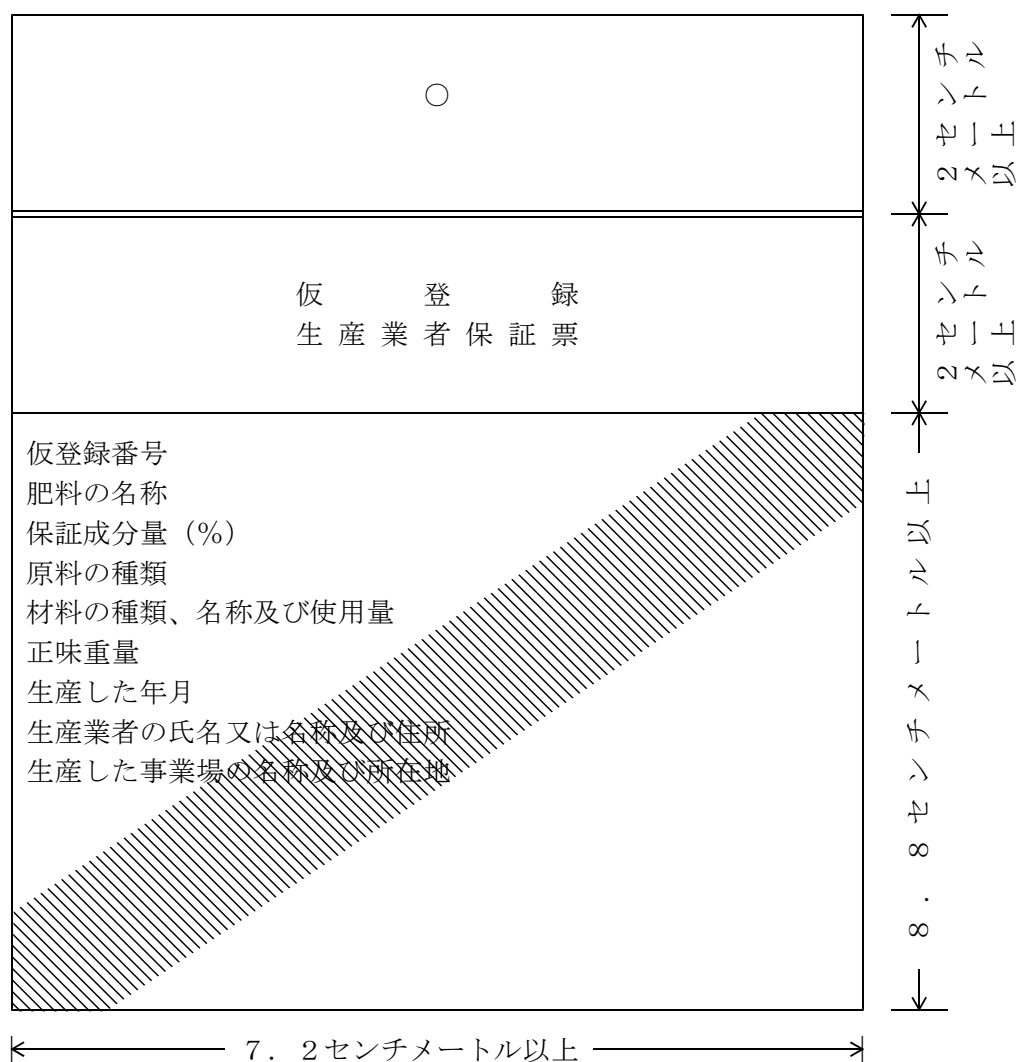 ○
2センチ
メートル
以上
仮登録
生産業者保証票
2センチ
メートル
以上
仮登録番号
肥料の名称
保証成分量（％）
原料の種類
材料の種類、名称及び使用量
正味重量
生産した年月
生産業者の氏名又は名称及び住所
生産した事業場の名称及び所在地
8．8センチメートル以上
7．2センチメートル以上